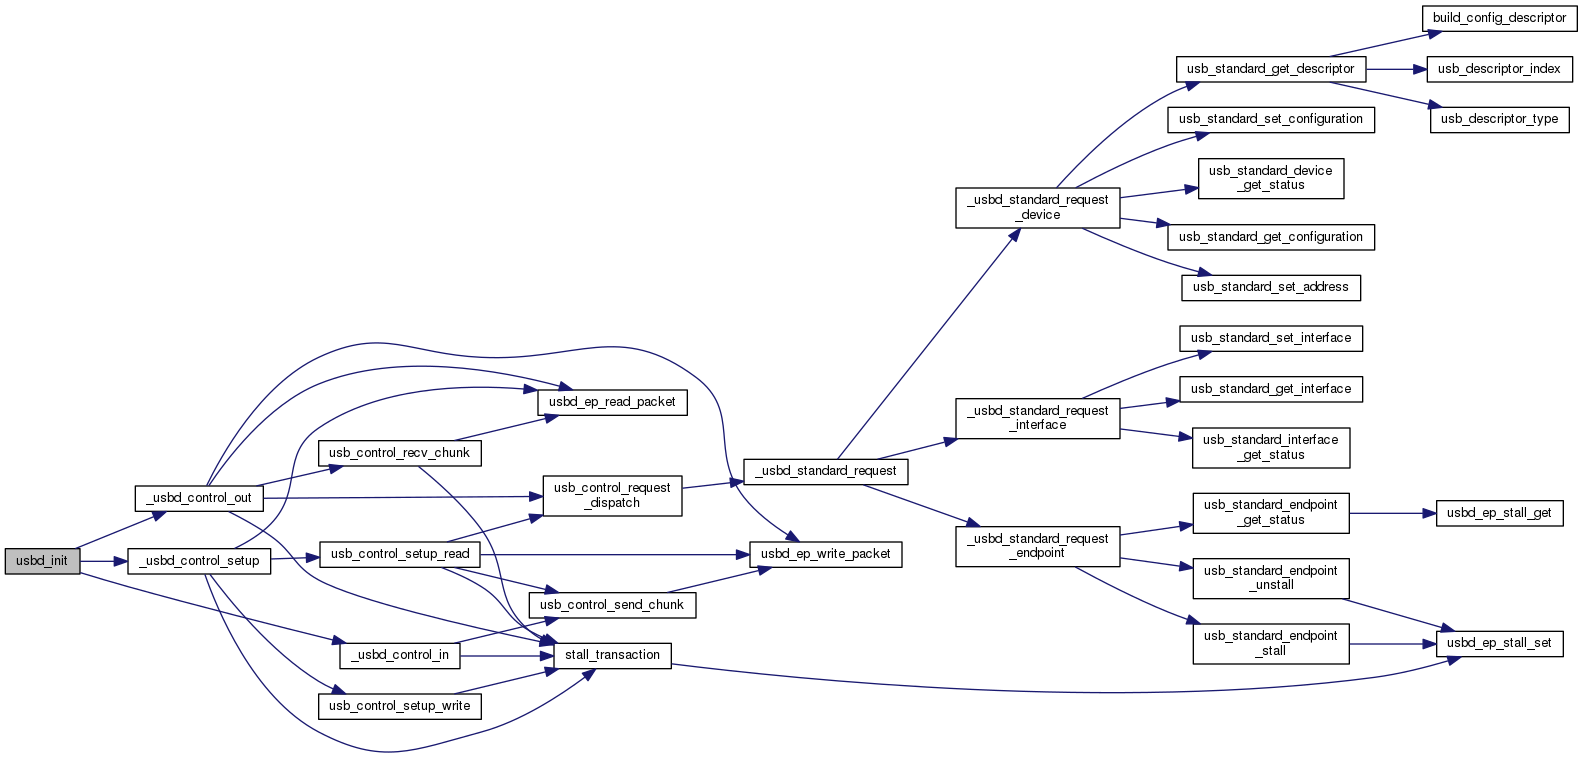 build_config_descriptor
usb_standard_get_descriptor
usb_descriptor_index
usb_standard_set_configuration
usb_descriptor_type
usb_standard_device
_get_status
_usbd_standard_request
_device
usb_standard_get_configuration
usb_standard_set_address
usb_standard_set_interface
usb_standard_get_interface
usbd_ep_read_packet
_usbd_standard_request
_interface
usb_standard_interface
_get_status
usb_control_recv_chunk
_usbd_standard_request
_usbd_control_out
usb_control_request
_dispatch
usb_standard_endpoint
_get_status
usbd_ep_stall_get
usbd_init
_usbd_control_setup
usb_control_setup_read
usbd_ep_write_packet
_usbd_standard_request
_endpoint
usb_standard_endpoint
_unstall
usb_control_send_chunk
_usbd_control_in
stall_transaction
usb_standard_endpoint
_stall
usbd_ep_stall_set
usb_control_setup_write